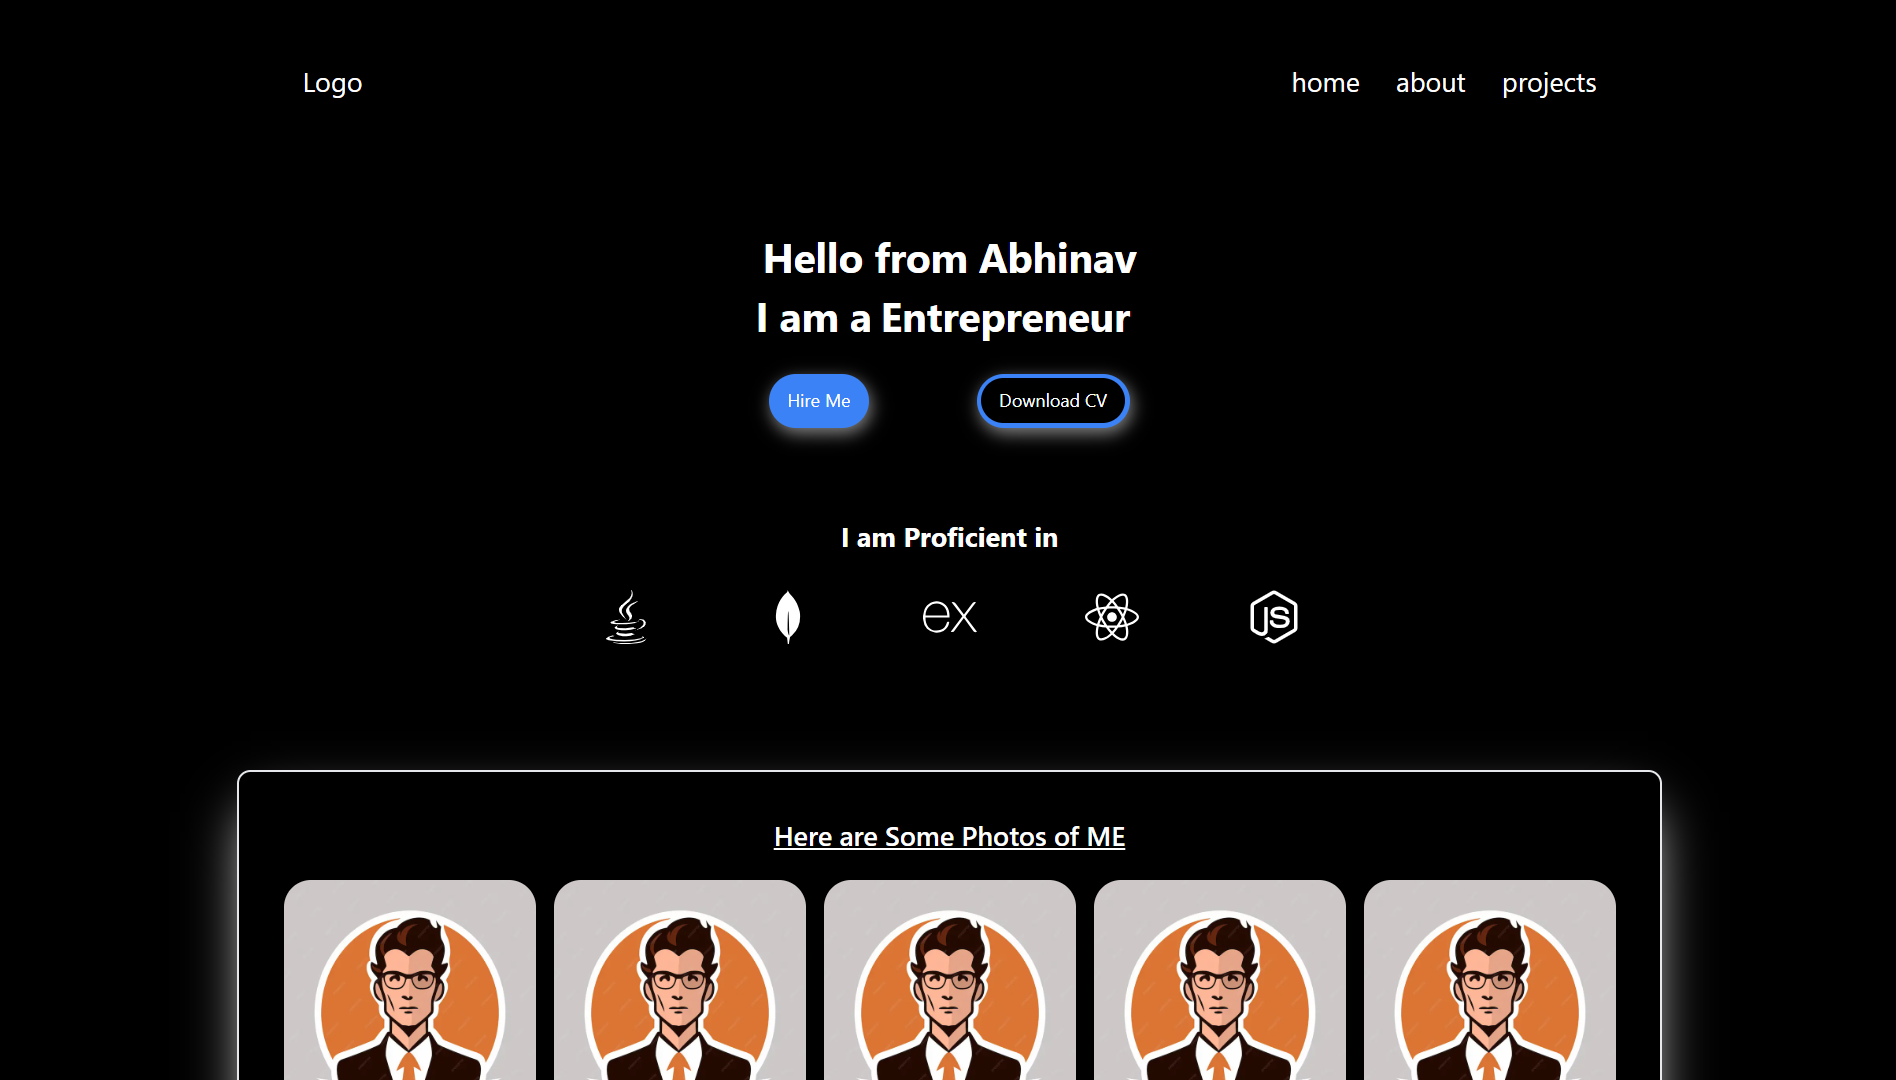 Logo
home about projects
Hello from Abhinav
I am a Entrepreneur
Hire Me Download CV
I am Proficient in
ex
JS
Here are Some Photos of ME